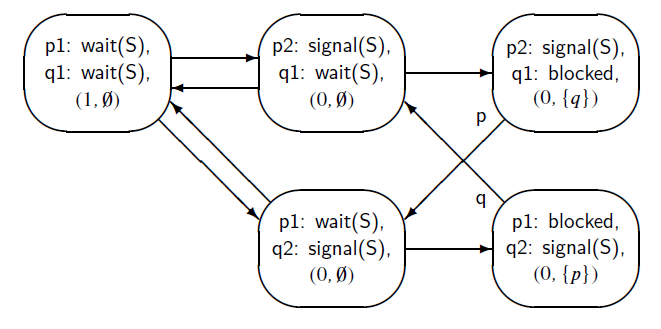 p1: wait(S),
q1: wait(S),
(1, Ø)
p2: signal(S),
q1: wait(S),
(0, Ø)
p2: signal(S),
q1: blocked,
(0, {q})
p
q
p1: wait(S),
q2: signal(S),
(0, Ø)
p1: blocked,
q2: signal(S),
(0, {p})